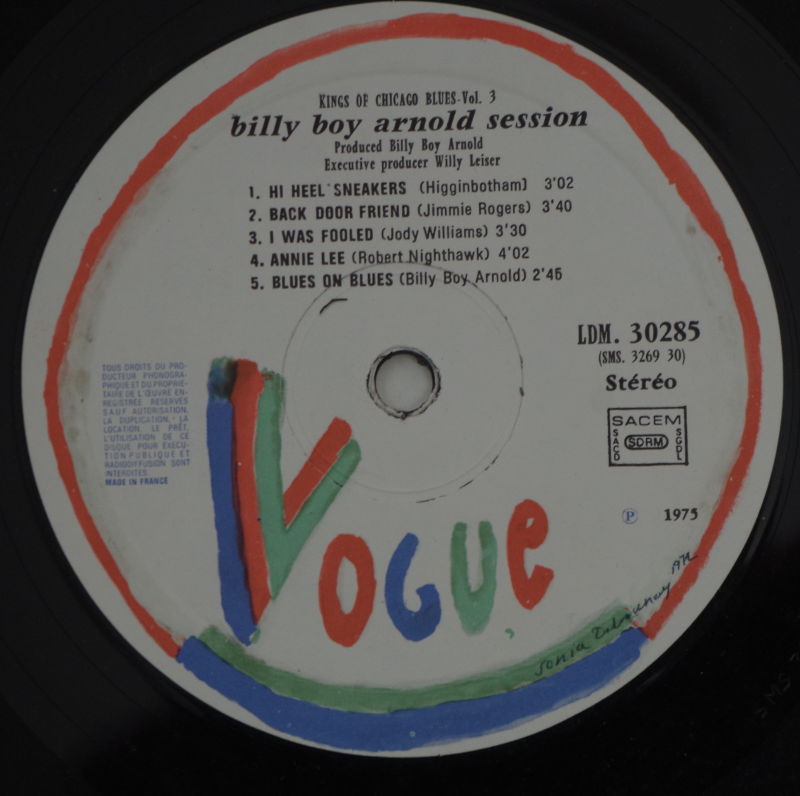 KINGS OF CHICAGO BLUES-Vol. 3
billy boy arnold session
Produced Billy Boy Arnold
Executive producer Willy Leiser
1. HI HEEL SNEAKERS (Higginbotham) 3'02
2. BACK DOOR FRIEND (Jimmie Rogers) 3'40
3. I WAS FOOLED (Jody Williams) 3'30
4. ANNIE LEE (Robert Nighthawk) 4'02
5. BLUES ON BLUES (Billy Boy Arnold) 2'45
LDM. 30285
(SMS. 3269 30)
Stéréo
SACEM
SACD
SDRM
SGDL
TOUS DROITS DU PRO-
DUCTEUR PHONOGRA-
PHIQUE ET DU PROPRIE-
TAIRE DE L'ŒUVRE EN-
REGISTRÉE RESERVES
SAUF AUTORISATION,
LA DUPLICATION, LA
LOCATION, LE PRÊT,
L'UTILISATION DE CE
DISQUE POUR EXECU-
TION PUBLIQUE ET
RADIODIFFUSION SONT
INTERDITES.
MADE IN FRANCE
VOGUE
℗ 1975
Sonia Delaunay